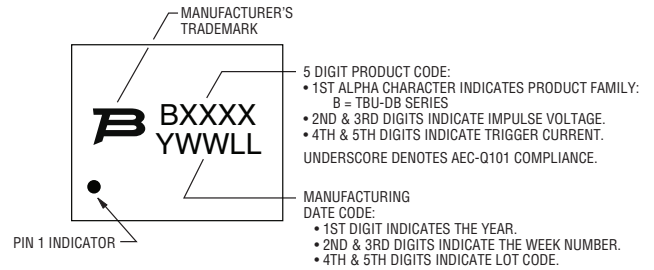 MANUFACTURER'S
TRADEMARK
BXXXX
YWWLL
PIN 1 INDICATOR
5 DIGIT PRODUCT CODE:
• 1ST ALPHA CHARACTER INDICATES PRODUCT FAMILY:
B = TBU-DB SERIES
• 2ND & 3RD DIGITS INDICATE IMPULSE VOLTAGE.
• 4TH & 5TH DIGITS INDICATE TRIGGER CURRENT.
UNDERSCORE DENOTES AEC-Q101 COMPLIANCE.
MANUFACTURING
DATE CODE:
• 1ST DIGIT INDICATES THE YEAR.
• 2ND & 3RD DIGITS INDICATE THE WEEK NUMBER.
• 4TH & 5TH DIGITS INDICATE LOT CODE.